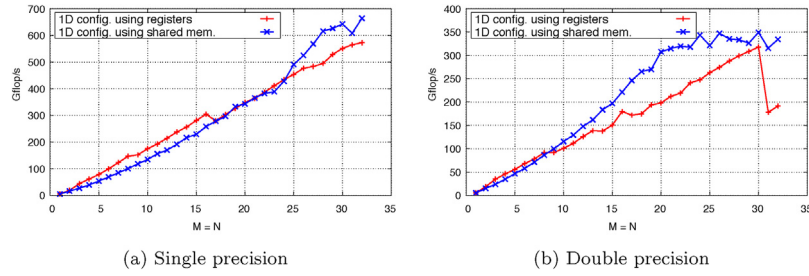 700
600
500
400
300
200
100
0
Gflop/s
1D config. using registers
1D config. using shared mem.
0 5 10 15 20 25 30 35
M = N
(a) Single precision
400
350
300
250
200
150
100
50
0
Gflop/s
1D config. using registers
1D config. using shared mem.
0 5 10 15 20 25 30 35
M = N
(b) Double precision